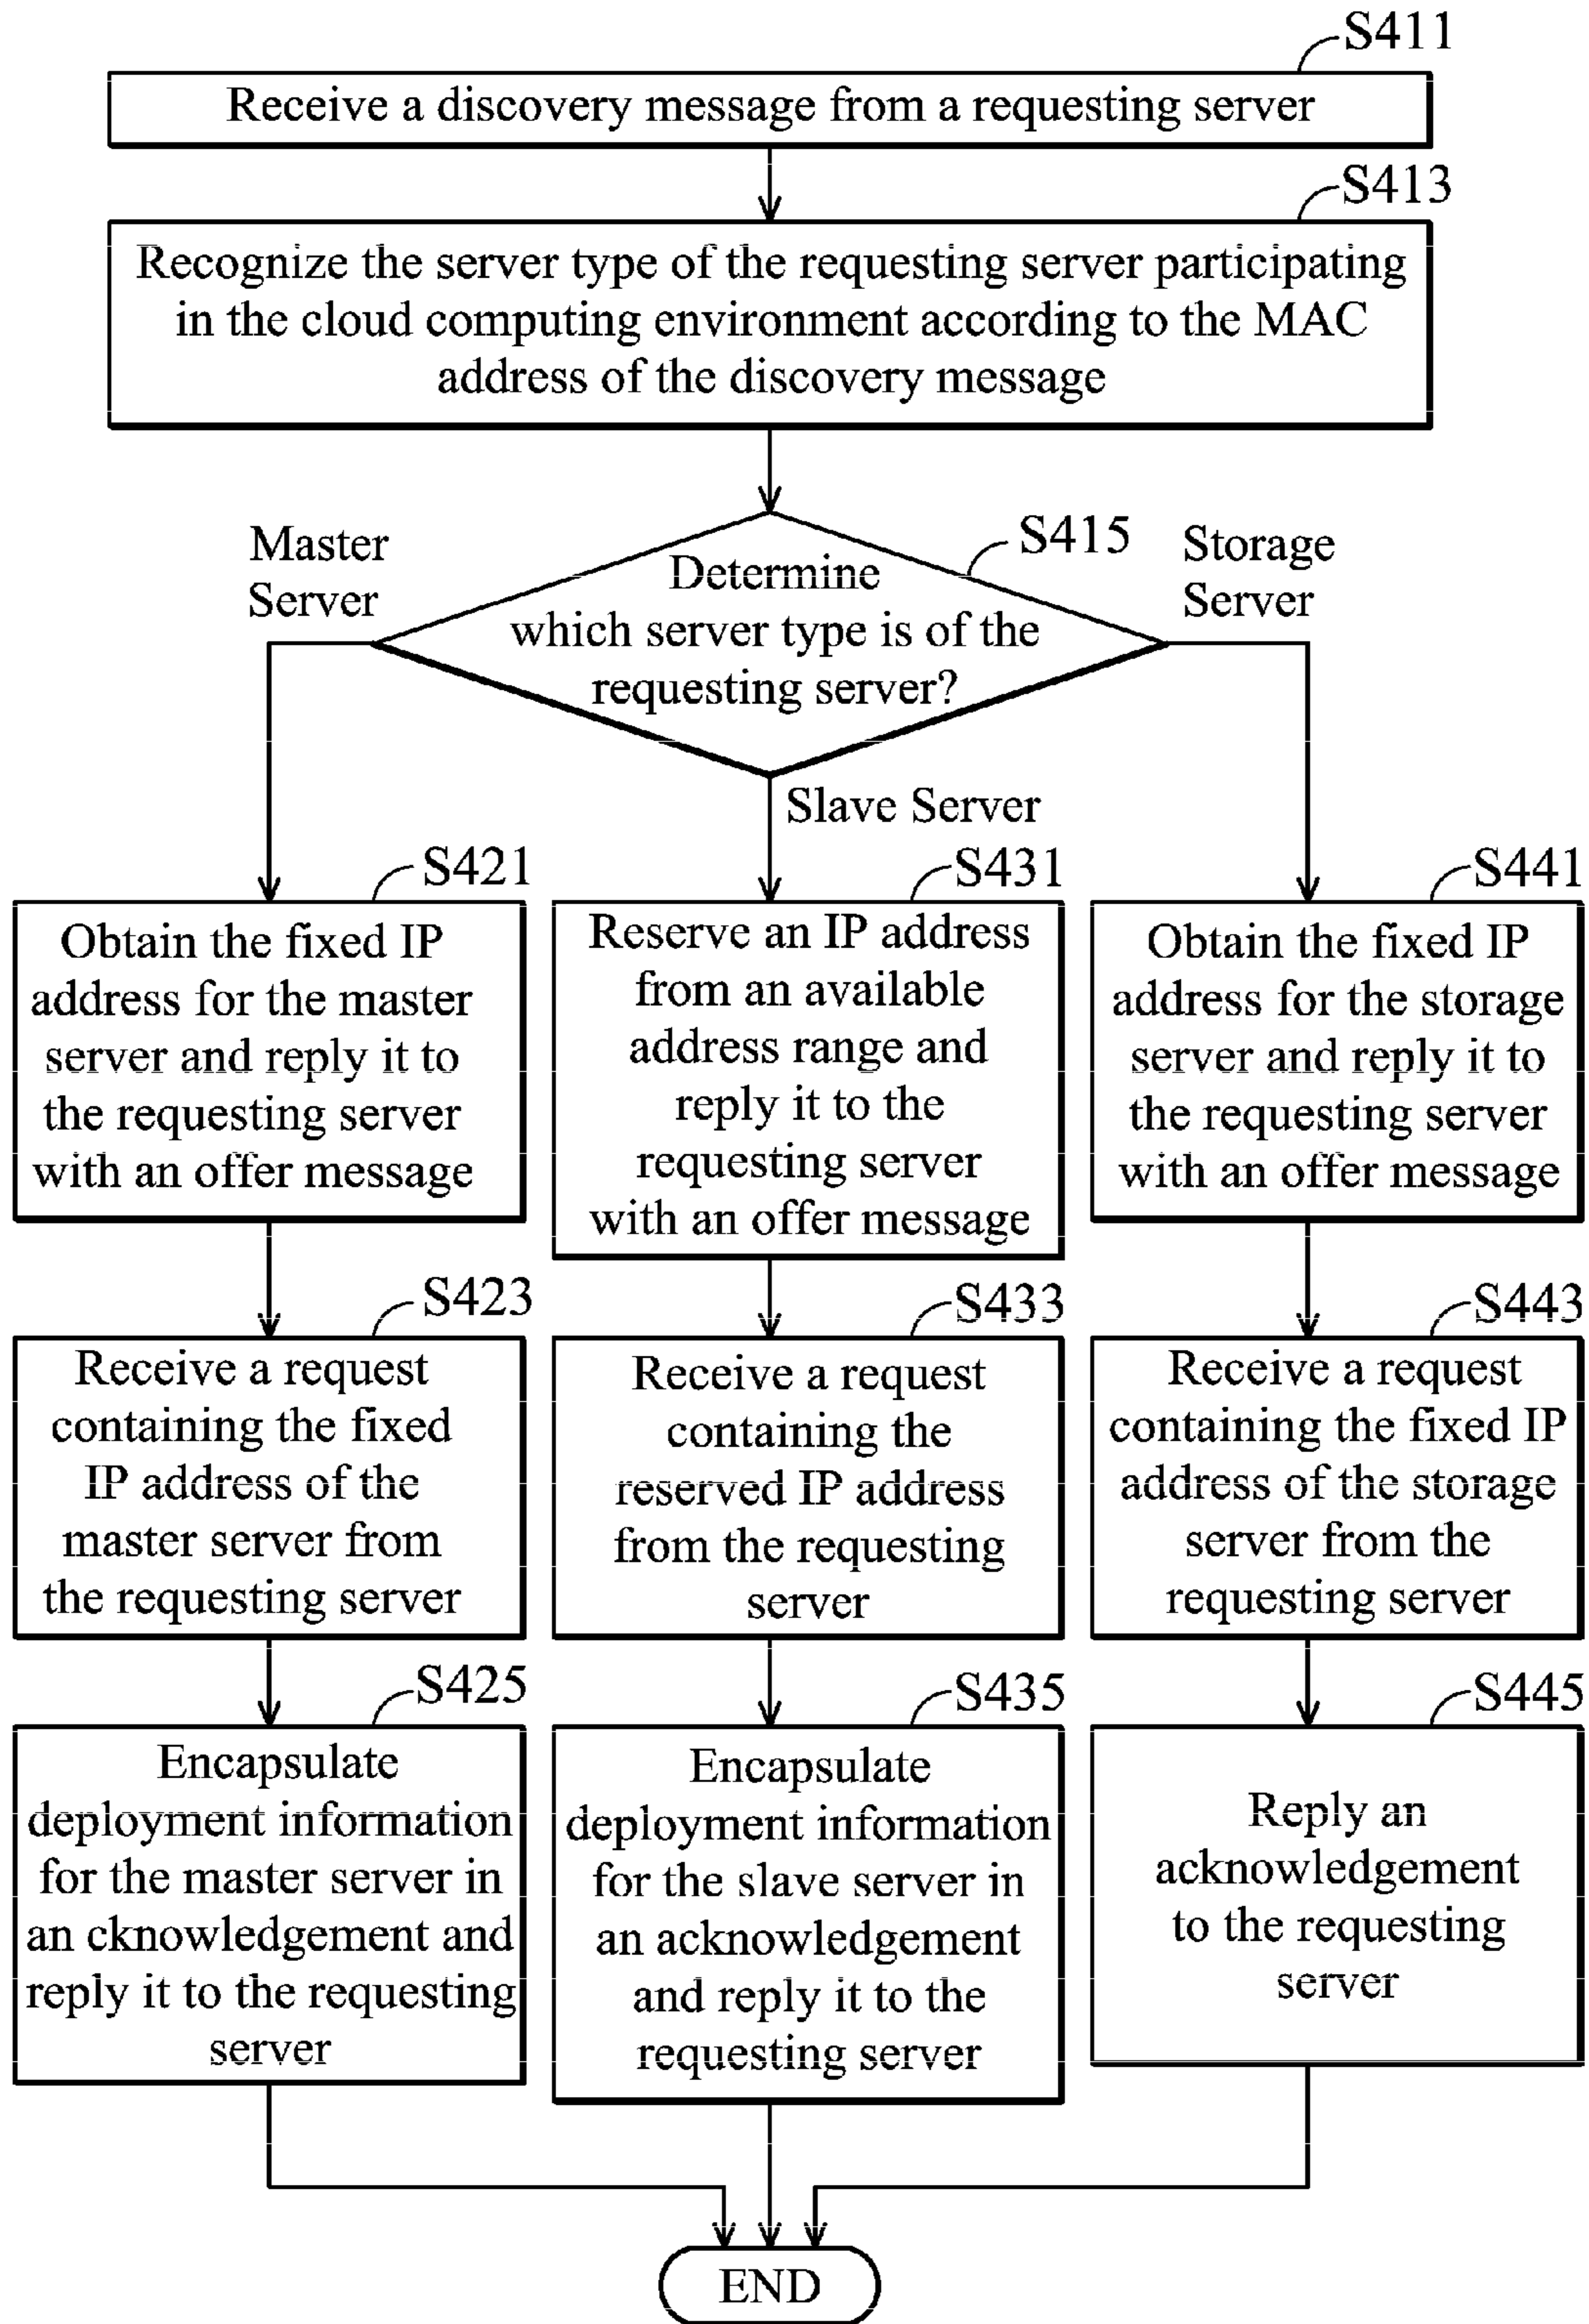 S411
Receive a discovery message from a requesting server
S413
Recognize the server type of the requesting server participating
in the cloud computing environment according to the MAC
address of the discovery message
S415
Determine
which server type is of the
requesting server?
Master
Server
Slave Server
Storage
Server
S421
Obtain the fixed IP
address for the master
server and reply it to
the requesting server
with an offer message
S431
Reserve an IP address
from an available
address range and
reply it to the
requesting server
with an offer message
S441
Obtain the fixed IP
address for the storage
server and reply it to
the requesting server
with an offer message
S423
Receive a request
containing the fixed
IP address of the
master server from
the requesting server
S433
Receive a request
containing the
reserved IP address
from the requesting
server
S443
Receive a request
containing the fixed IP
address of the storage
server from the
requesting server
S425
Encapsulate
deployment information
for the master server in
an cknowledgement and
reply it to the requesting
server
S435
Encapsulate
deployment information
for the slave server in
an acknowledgement
and reply it to the
requesting server
S445
Reply an
acknowledgement
to the requesting
server
END